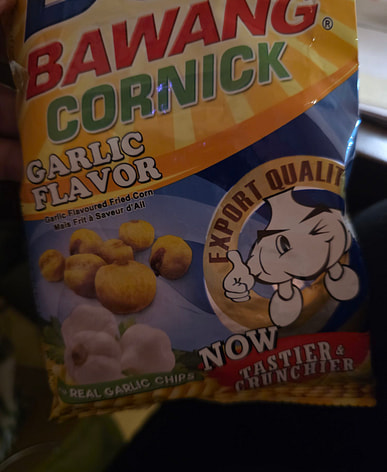 BAWANG®
CORNICK
GARLIC
FLAVOR
Garlic Flavoured Fried Corn
Maïs Frit à Saveur d'Ail
EXPORT QUALITY
NOW
TASTIER &
CRUNCHIER
REAL GARLIC CHIPS